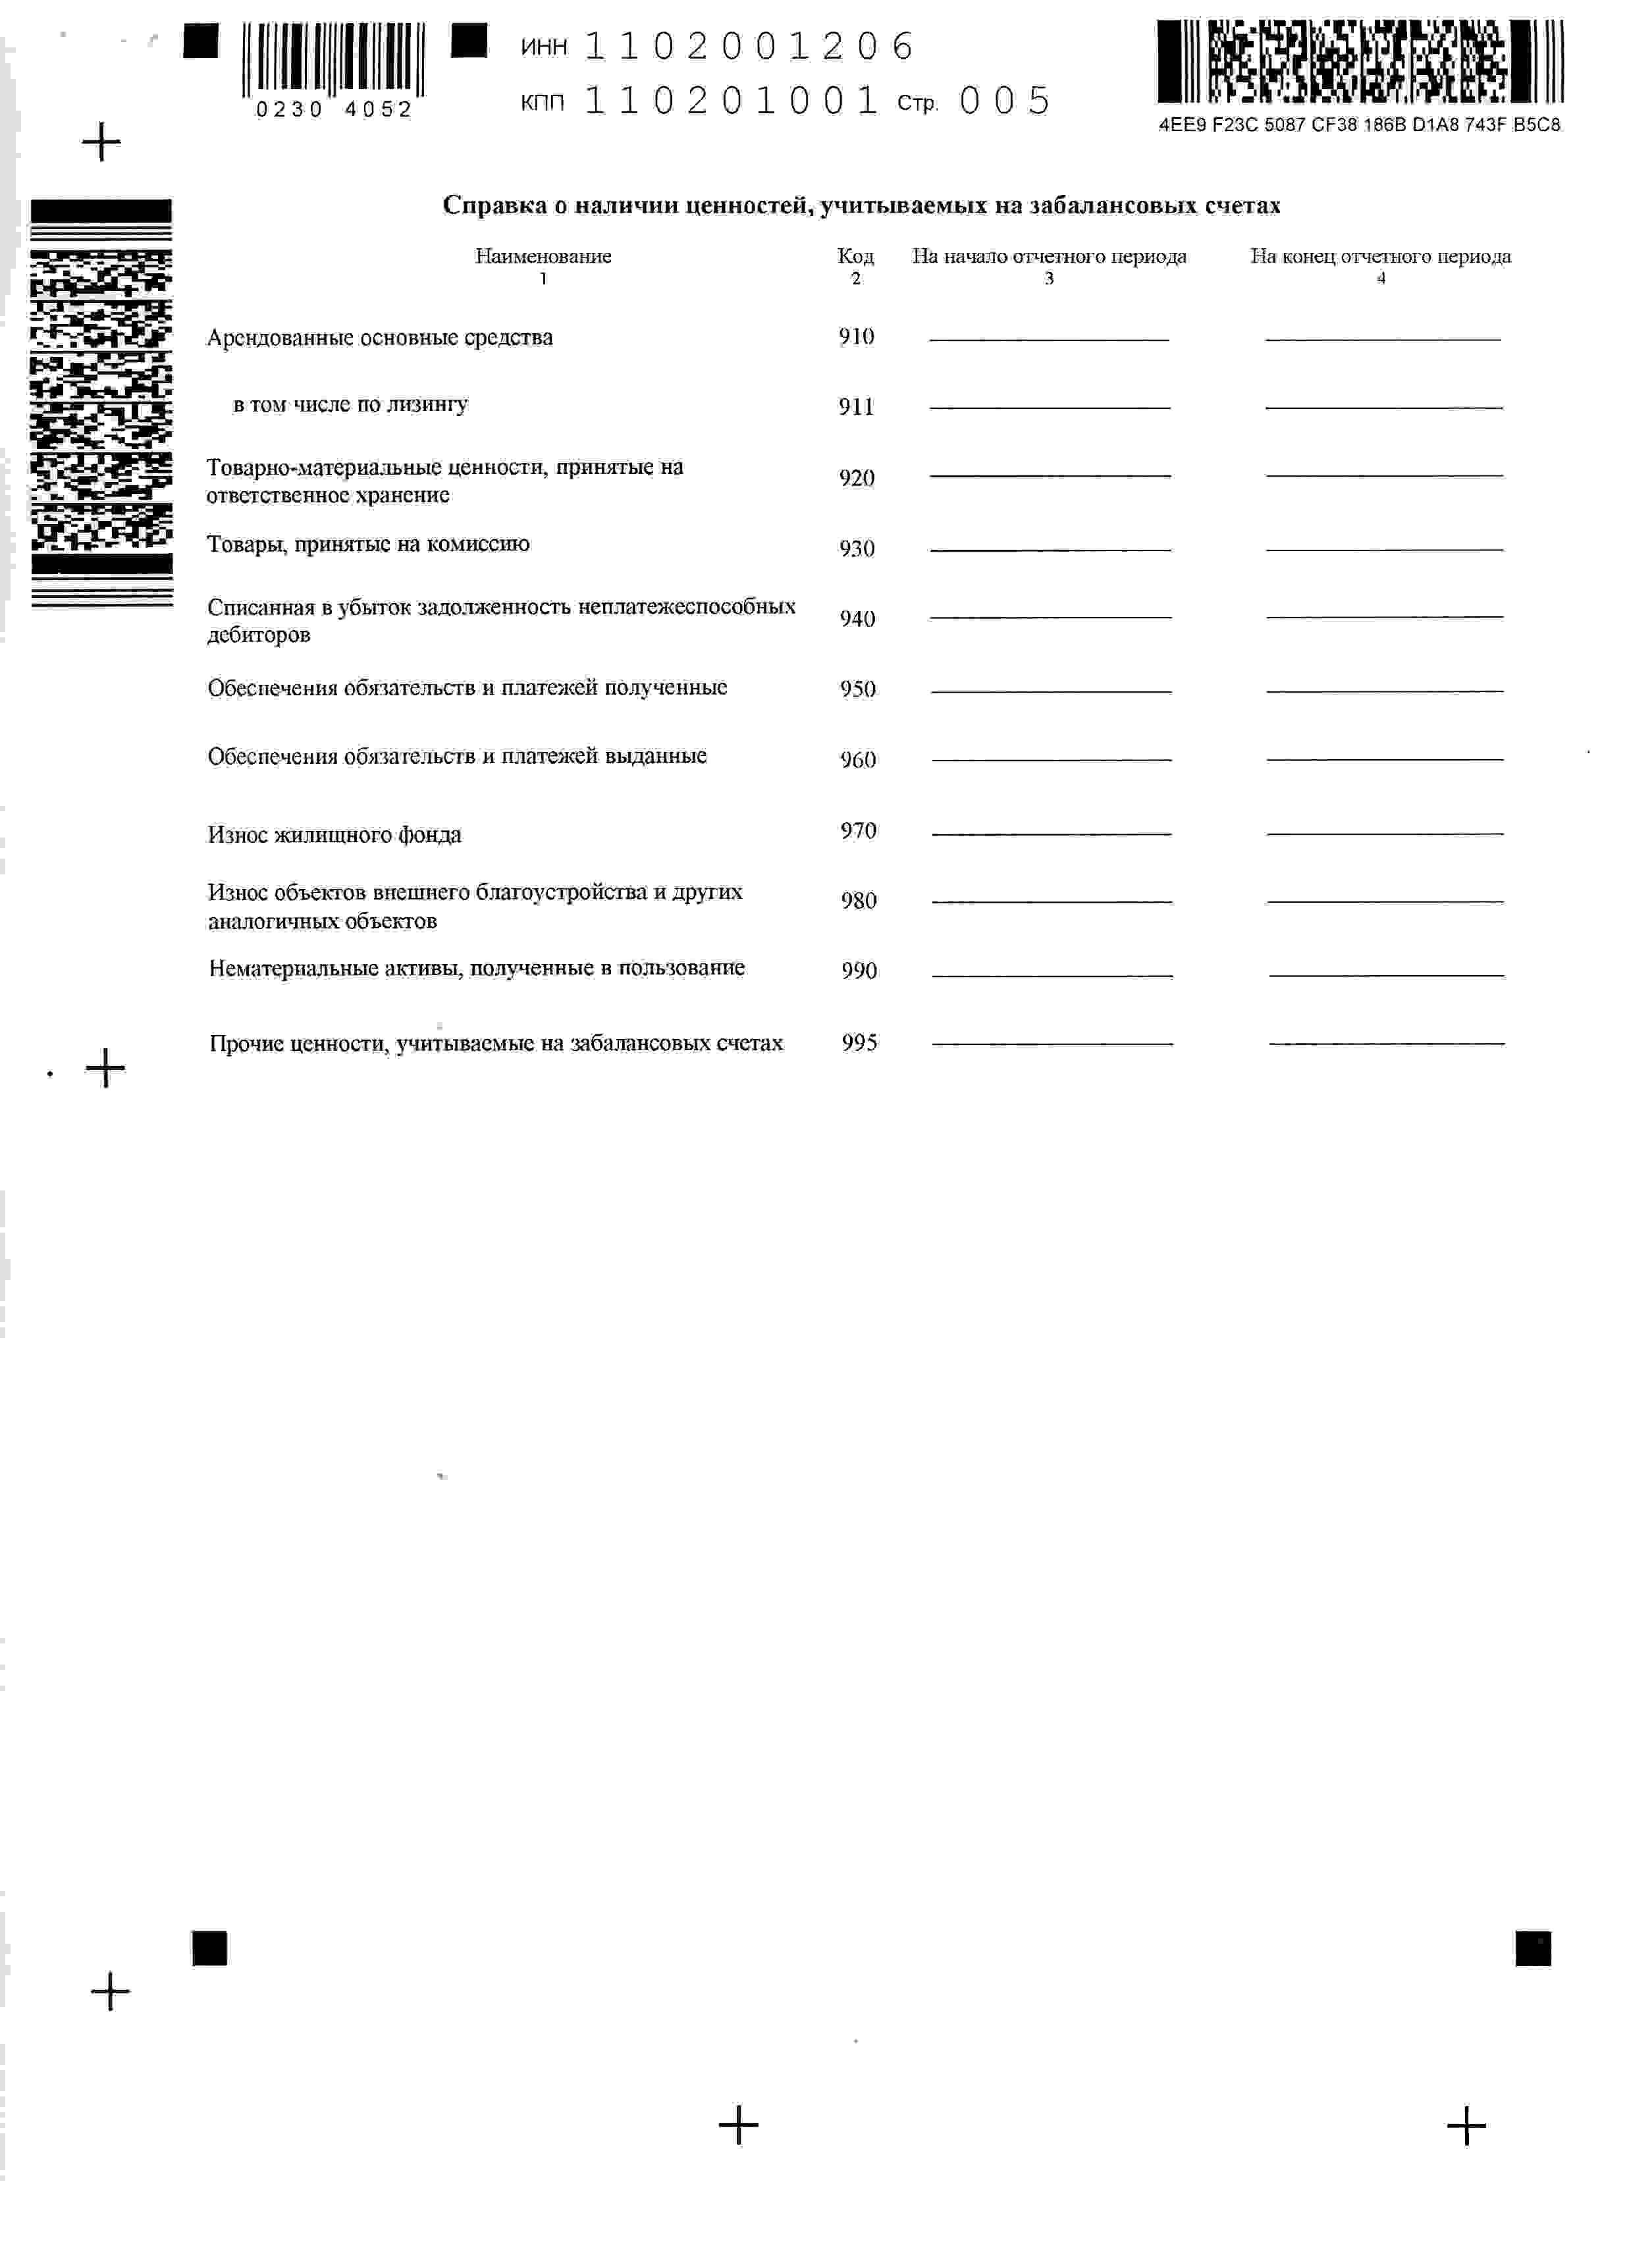 ИНН 1102001206
0230 4052
КПП 110201001 Стр. 005
4EE9 F23C 5087 CF38 186B D1A8 743F B5C8
Справка о наличии ценностей, учитываемых на забалансовых счетах
Наименование Код На начало отчетного периода На конец отчетного периода
1 2 3 4
Арендованные основные средства 910
в том числе по лизингу 911
Товарно-материальные ценности, принятые на
ответственное хранение 920
Товары, принятые на комиссию 930
Списанная в убыток задолженность неплатежеспособных
дебиторов 940
Обеспечения обязательств и платежей полученные 950
Обеспечения обязательств и платежей выданные 960
Износ жилищного фонда 970
Износ объектов внешнего благоустройства и других
аналогичных объектов 980
Нематериальные активы, полученные в пользование 990
Прочие ценности, учитываемые на забалансовых счетах 995